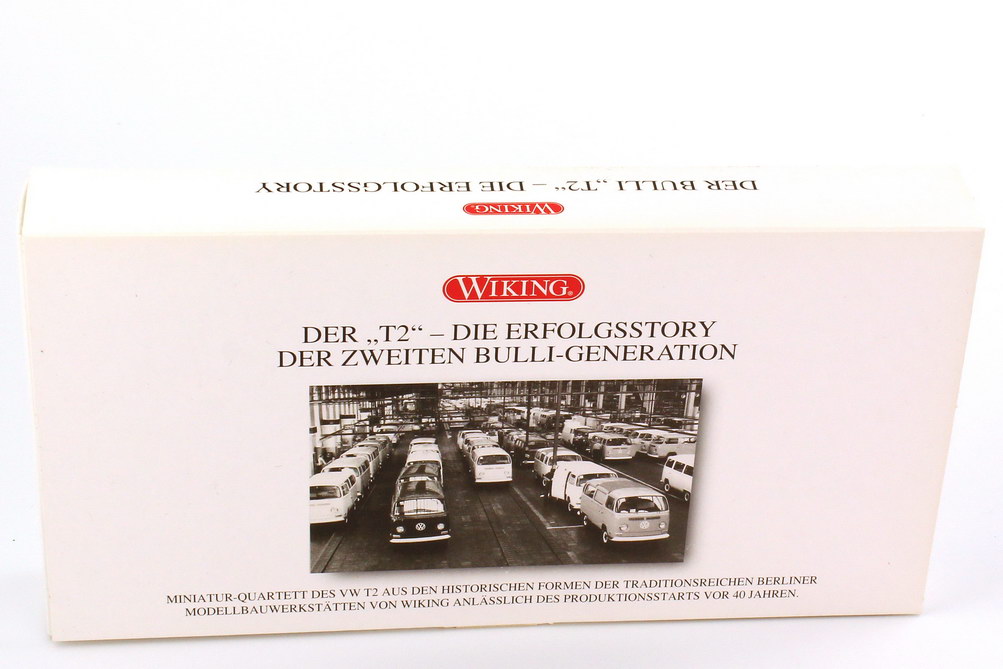 DER BULLI „T2“ – DIE ERFOLGSSTORY
WIKING®
WIKING®
DER „T2“ – DIE ERFOLGSSTORY
DER ZWEITEN BULLI-GENERATION
MINIATUR-QUARTETT DES VW T2 AUS DEN HISTORISCHEN FORMEN DER TRADITIONSREICHEN BERLINER
MODELLBAUWERKSTÄTTEN VON WIKING ANLÄSSLICH DES PRODUKTIONSSTARTS VOR 40 JAHREN.